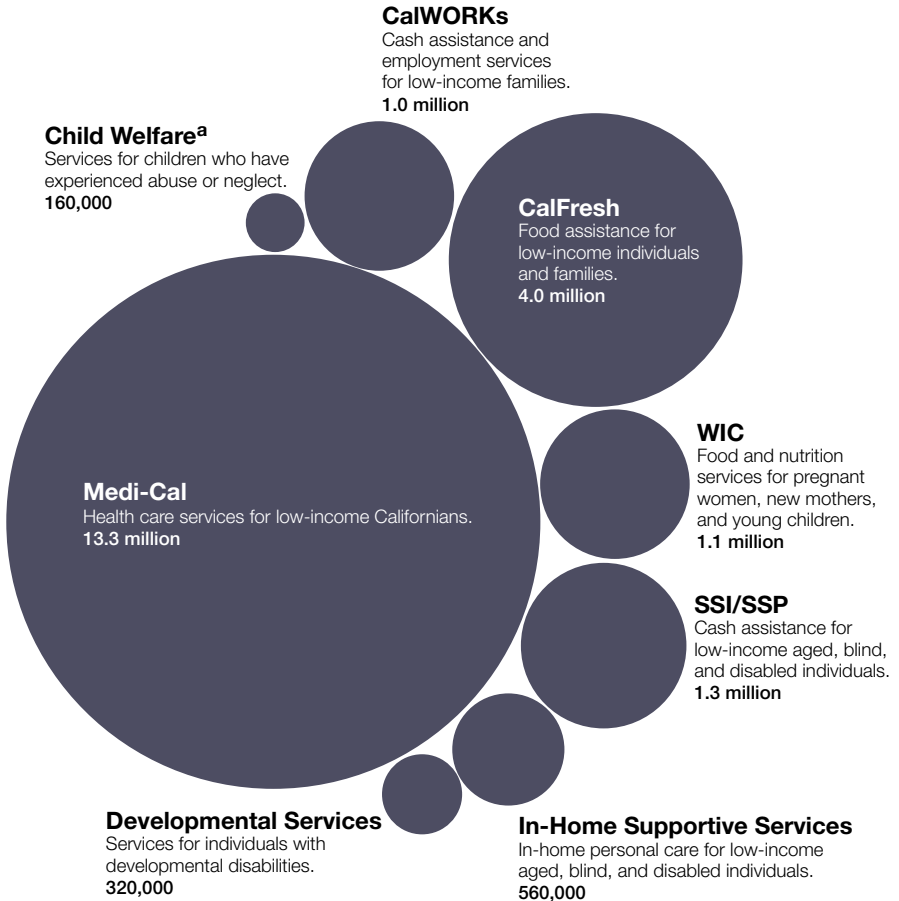 CalWORKs
Cash assistance and
employment services
for low-income families.
1.0 million
Child Welfareᵃ
Services for children who have
experienced abuse or neglect.
160,000
CalFresh
Food assistance for
low-income individuals
and families.
4.0 million
WIC
Food and nutrition
services for pregnant
women, new mothers,
and young children.
1.1 million
Medi-Cal
Health care services for low-income Californians.
13.3 million
SSI/SSP
Cash assistance for
low-income aged, blind,
and disabled individuals.
1.3 million
Developmental Services
Services for individuals with
developmental disabilities.
320,000
In-Home Supportive Services
In-home personal care for low-income
aged, blind, and disabled individuals.
560,000